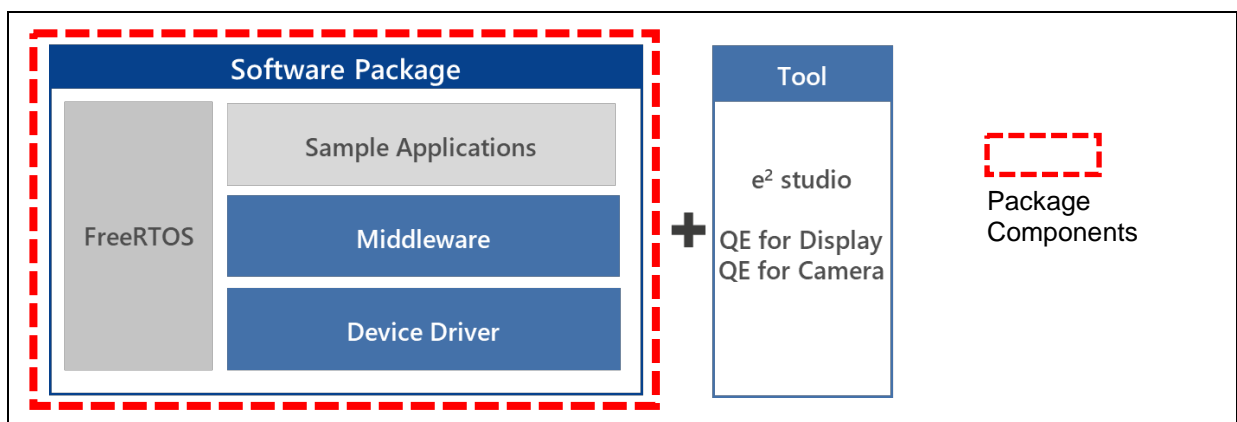 Software Package
FreeRTOS
Sample Applications
Middleware
Device Driver
Tool
e² studio
QE for Display
QE for Camera
Package
Components